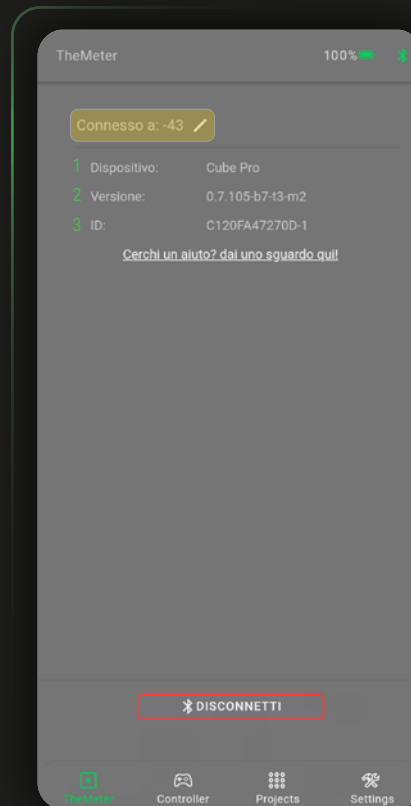 TheMeter 100%
Connesso a: -43
1 Dispositivo: Cube Pro
2 Versione: 0.7.105-b7-t3-m2
3 ID: C120FA47270D-1
Cerchi un aiuto? dai uno sguardo qui!
DISCONNETTI
TheMeter Controller Projects Settings